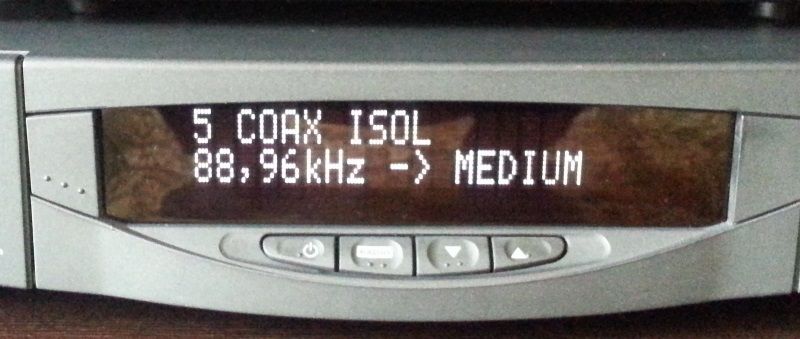 5 COAX ISOL
88,96kHz -> MEDIUM